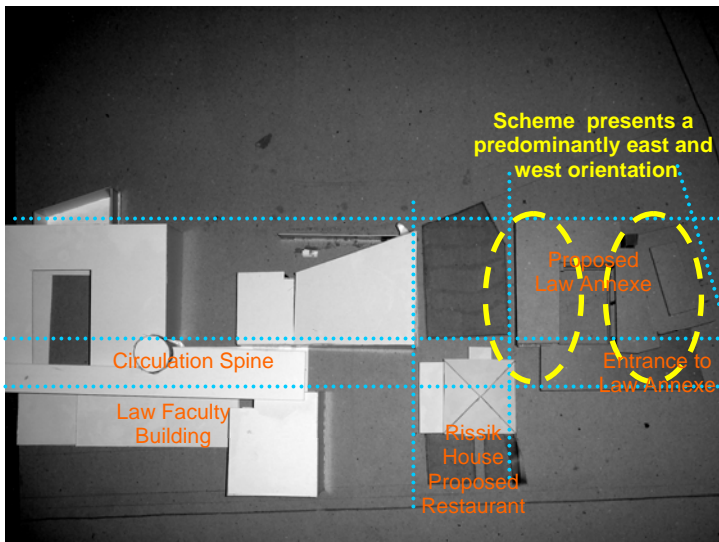 Scheme presents a
predominantly east and
west orientation
Proposed
Law Annexe
Circulation Spine
Entrance to
Law Annexe
Law Faculty
Building
Rissik
House
Proposed
Restaurant